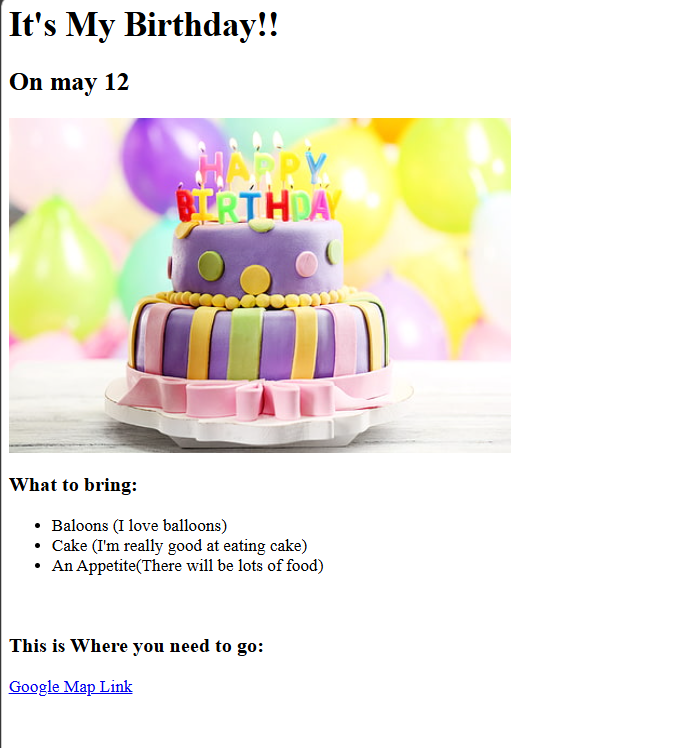 It's My Birthday!!
On may 12
HAPPY
BIRTHDAY
What to bring:
Baloons (I love balloons)
Cake (I'm really good at eating cake)
An Appetite(There will be lots of food)
This is Where you need to go:
Google Map Link